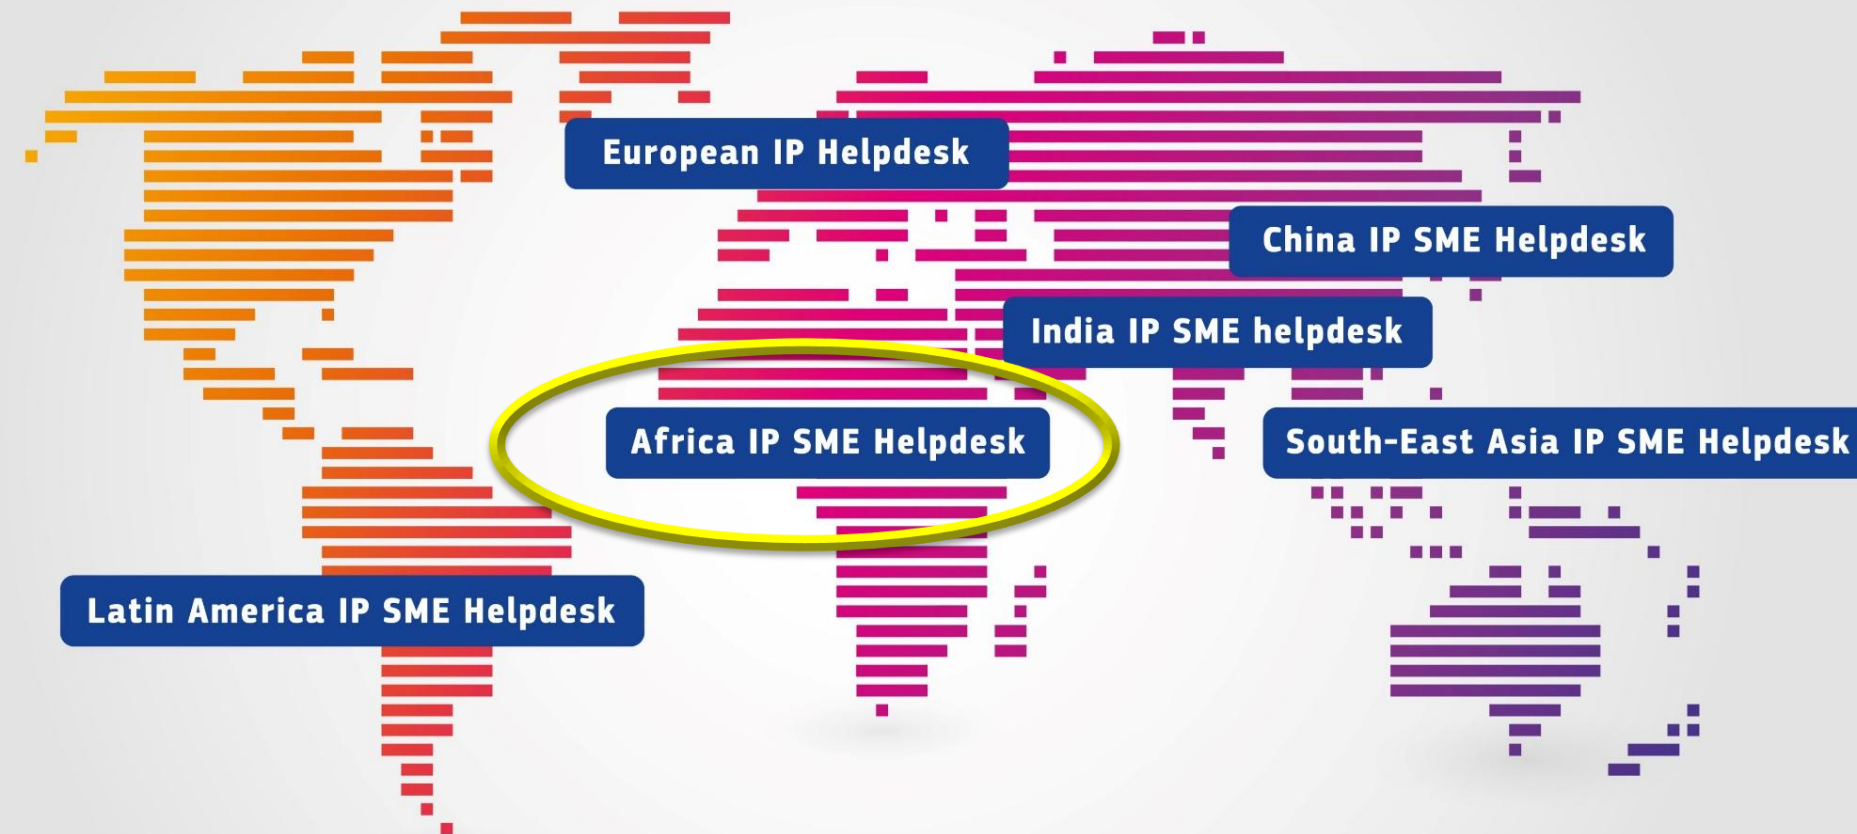 European IP Helpdesk
China IP SME Helpdesk
India IP SME helpdesk
Africa IP SME Helpdesk
South-East Asia IP SME Helpdesk
Latin America IP SME Helpdesk